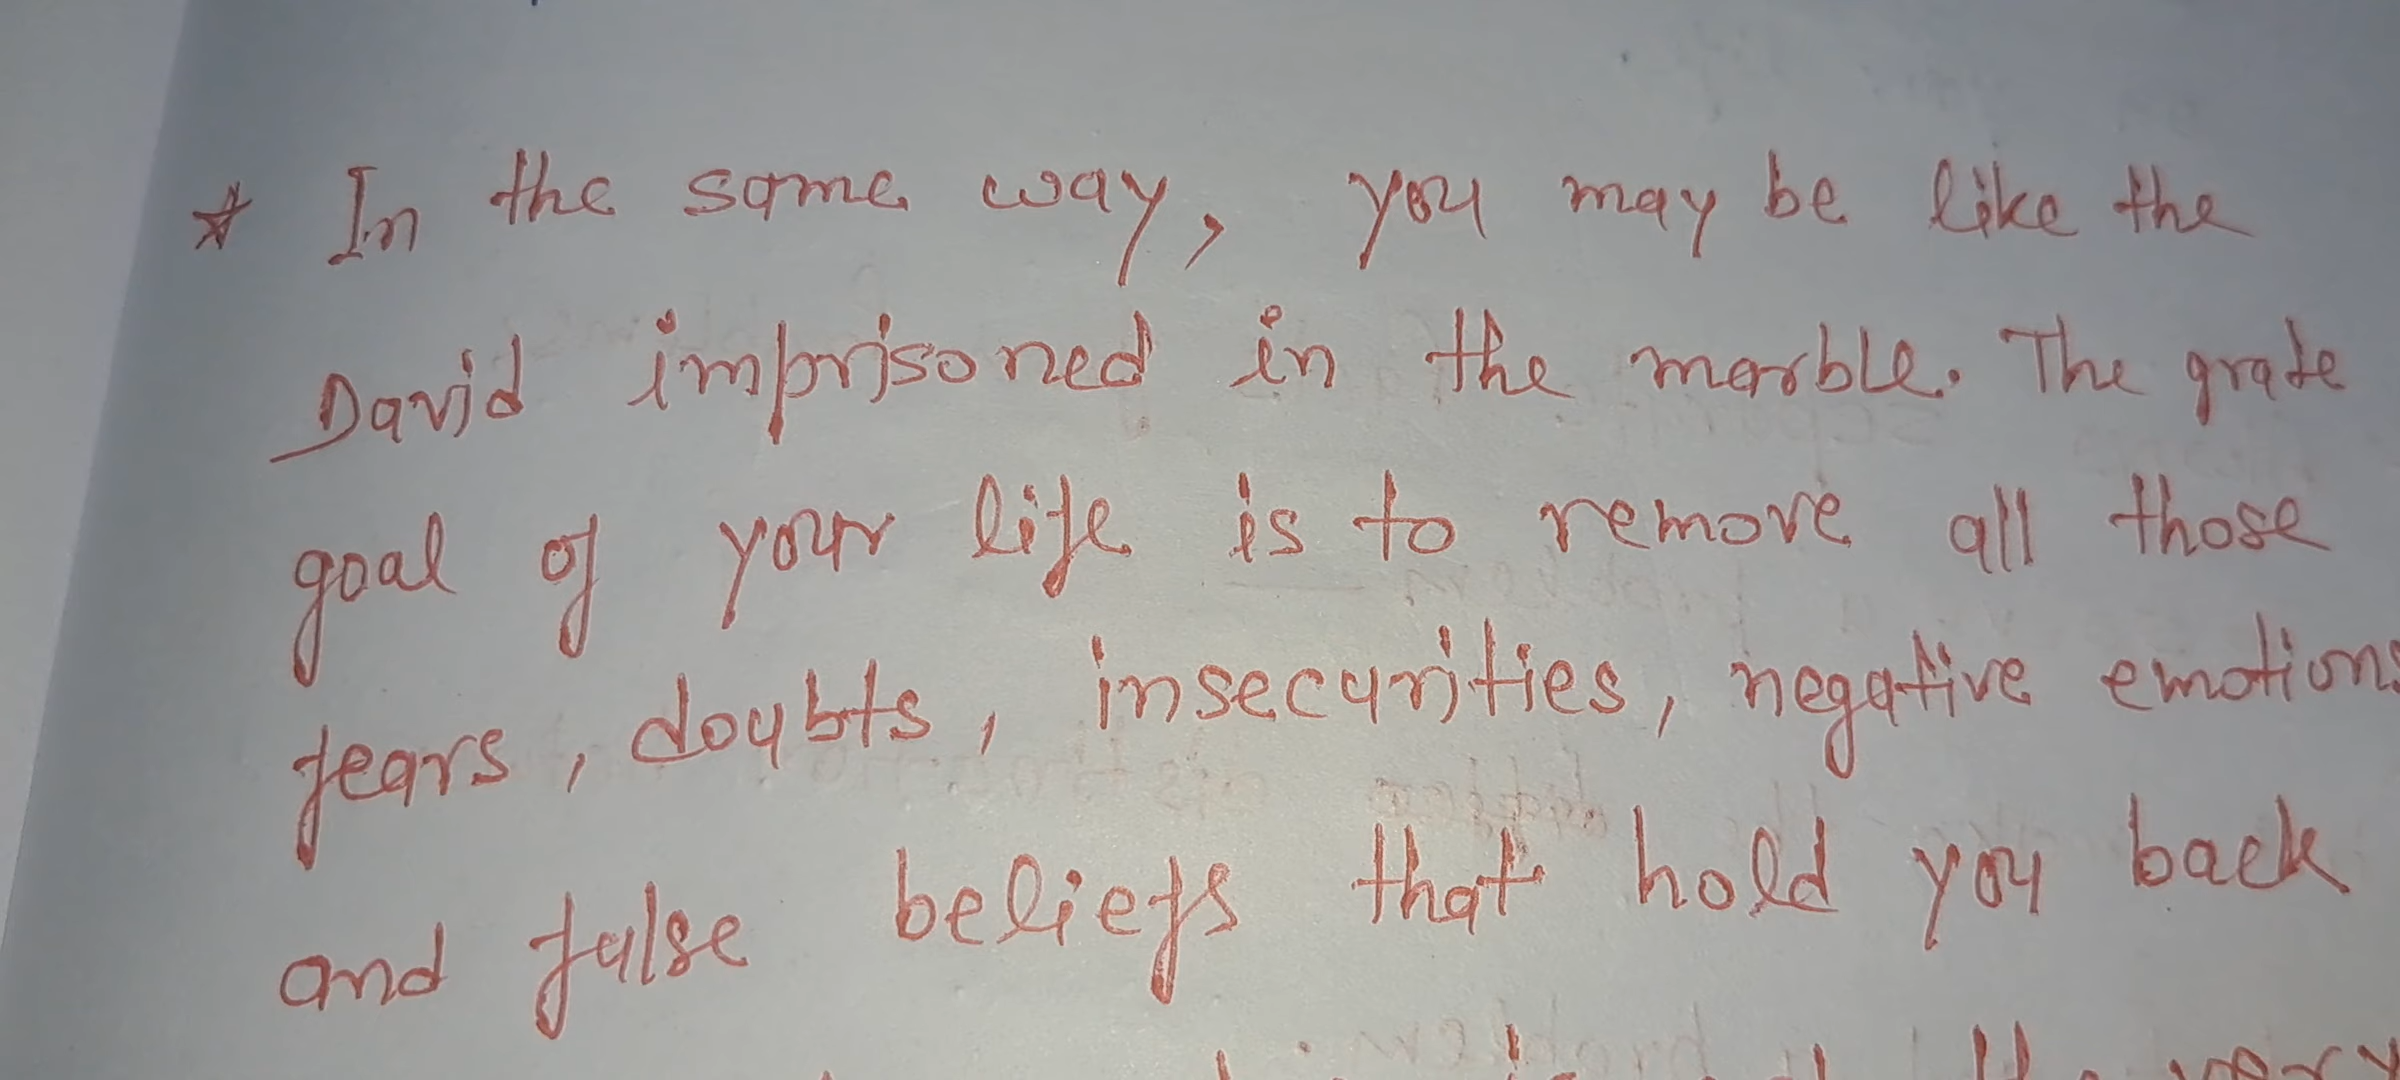 ☆ In the same way, you may be like the
David imprisoned in the marble. The grate
goal of your life is to remove all those
fears, doubts, insecurities, negative emotions
and false beliefs that hold you back